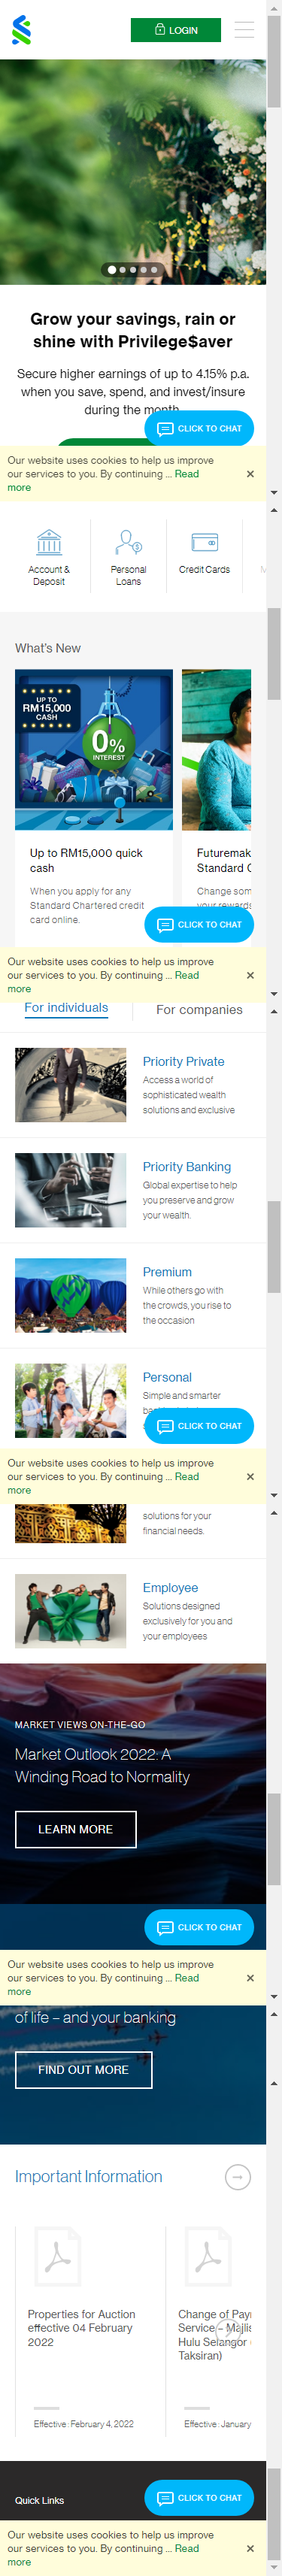 LOGIN
Grow your savings, rain or
shine with Privilege$aver
Secure higher earnings of up to 4.15% p.a.
when you save, spend, and invest/insure
during the month
CLICK TO CHAT
Our website uses cookies to help us improve
our services to you. By continuing ... Read
more
Account &
Deposit
Personal
Loans
Credit Cards
M
What's New
UP TO
RM15,000
CASH
0%
INTEREST
Up to RM15,000 quick
cash
When you apply for any
Standard Chartered credit
card online.
Futuremak
Standard C
Change som
your rewards
CLICK TO CHAT
Our website uses cookies to help us improve
our services to you. By continuing ... Read
more
For individuals
For companies
Priority Private
Access a world of
sophisticated wealth
solutions and exclusive
Priority Banking
Global expertise to help
you preserve and grow
your wealth.
Premium
While others go with
the crowds, you rise to
the occasion
Personal
Simple and smarter
CLICK TO CHAT
Our website uses cookies to help us improve
our services to you. By continuing ... Read
more
solutions for your
financial needs.
Employee
Solutions designed
exclusively for you and
your employees
MARKET VIEWS ON-THE-GO
Market Outlook 2022: A
Winding Road to Normality
LEARN MORE
CLICK TO CHAT
Our website uses cookies to help us improve
our services to you. By continuing ... Read
more
of life – and your banking
FIND OUT MORE
Important Information
Properties for Auction
effective 04 February
2022
Effective: February 4, 2022
Change of Pay
Service - Majlis
Hulu Selangor
Taksiran)
Effective: January
Quick Links
CLICK TO CHAT
Our website uses cookies to help us improve
our services to you. By continuing ... Read
more